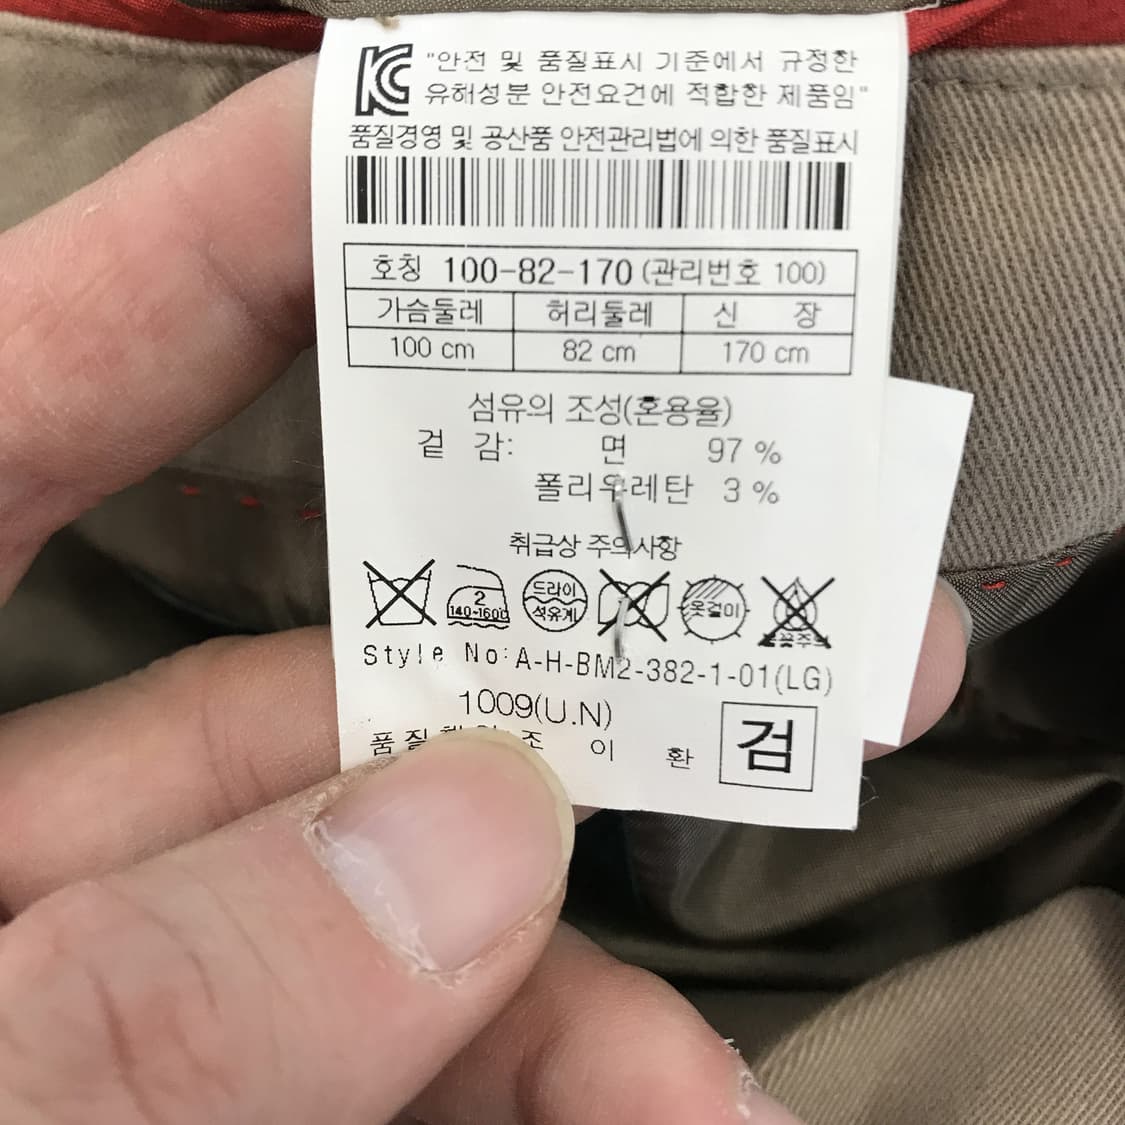 KC "안전 및 품질표시 기준에서 규정한
유해성분 안전요건에 적합한 제품임"
품질경영 및 공산품 안전관리법에 의한 품질표시
호칭 100-82-170 (관리번호 100)
가슴둘레 허리둘레 신 장
100 cm 82 cm 170 cm
섬유의 조성(혼용율)
겉 감: 면 97 %
폴리우레탄 3 %
취급상 주의사항
2 드라이 옷걸이
140~160℃ 석유계
Style No: A-H-BM2-382-1-01(LG)
1009(U.N)
품질 조 이 환 검